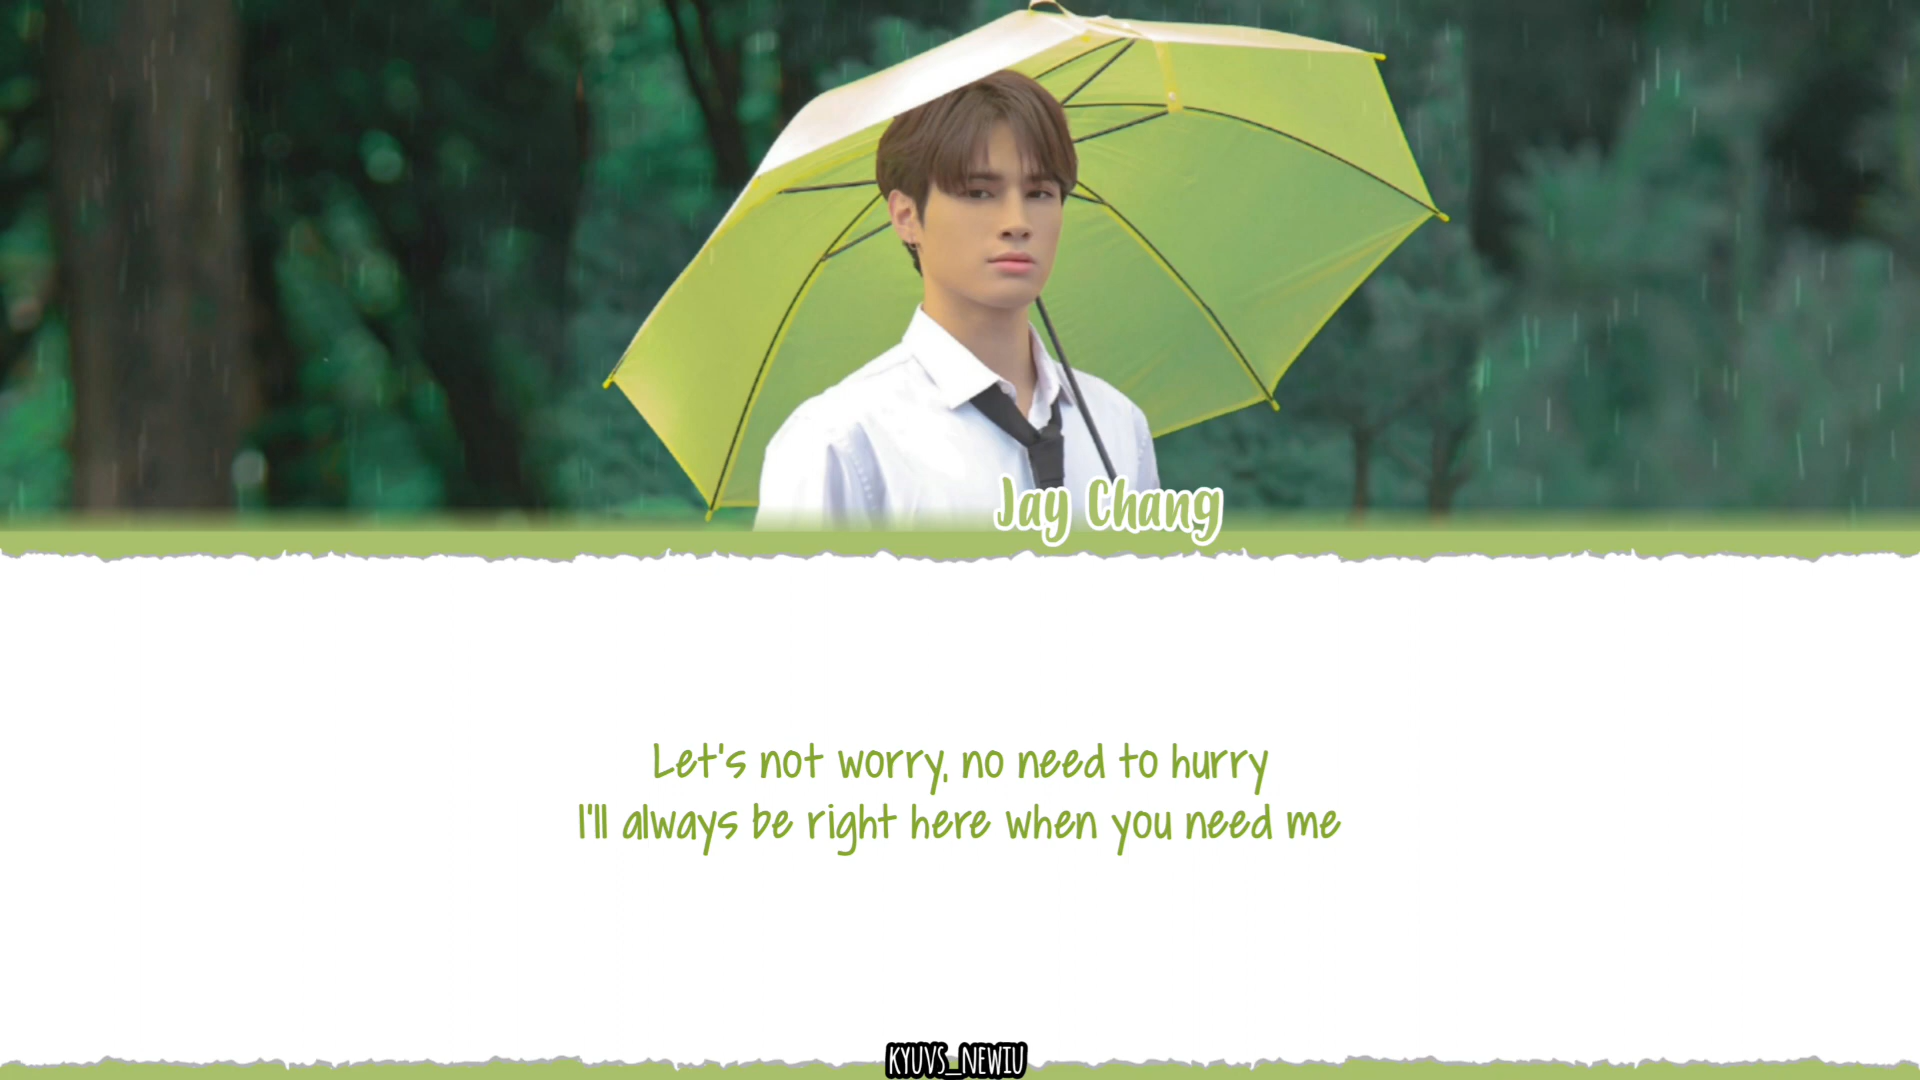 Jay Chang
Let's not worry, no need to hurry
I'll always be right here when you need me
KYUVS_NEWIU